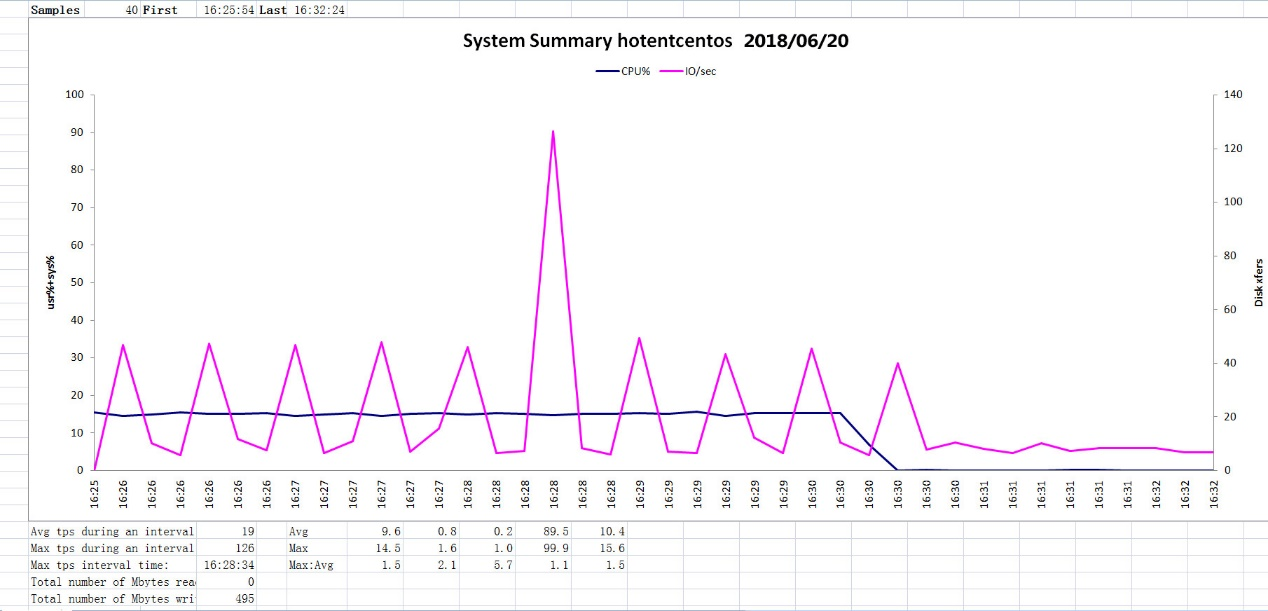 Samples 40 First 16:25:54 Last 16:32:24
System Summary hotentcentos 2018/06/20
CPU% IO/sec
100
90
80
70
60
50
40
30
20
10
0
usr%+sys%
140
120
100
80
60
40
20
0
Disk xfers
16:25 16:26 16:26 16:26 16:26 16:26 16:26 16:27 16:27 16:27 16:27 16:27 16:27 16:28 16:28 16:28 16:28 16:28 16:28 16:29 16:29 16:29 16:29 16:29 16:29 16:30 16:30 16:30 16:30 16:30 16:30 16:31 16:31 16:31 16:31 16:31 16:31 16:32 16:32 16:32
Avg tps during an interval 19 Avg 9.6 0.8 0.2 89.5 10.4
Max tps during an interval 126 Max 14.5 1.6 1.0 99.9 15.6
Max tps interval time: 16:28:34 Max:Avg 1.5 2.1 5.7 1.1 1.5
Total number of Mbytes rea 0
Total number of Mbytes wri 495